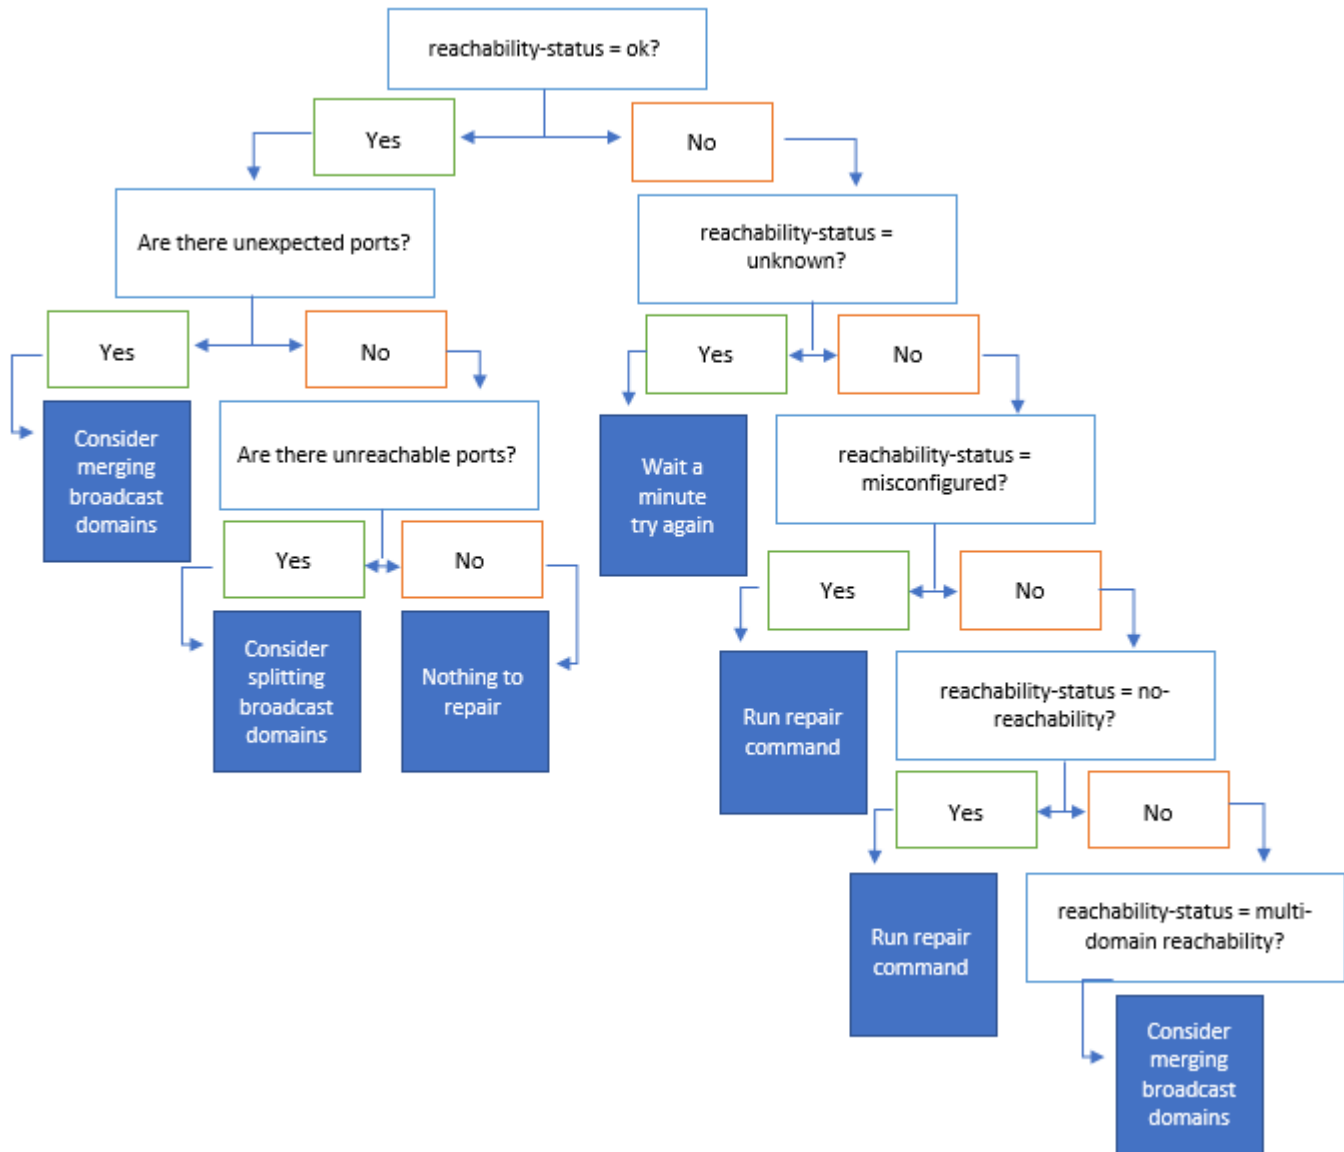 reachability-status = ok?
Yes
No
Are there unexpected ports?
reachability-status =
unknown?
Yes
No
Yes
No
Consider
merging
broadcast
domains
Are there unreachable ports?
Wait a
minute
try again
reachability-status =
misconfigured?
Yes
No
Yes
No
Consider
splitting
broadcast
domains
Nothing to
repair
Run repair
command
reachability-status = no-
reachability?
Yes
No
Run repair
command
reachability-status = multi-
domain reachability?
Consider
merging
broadcast
domains